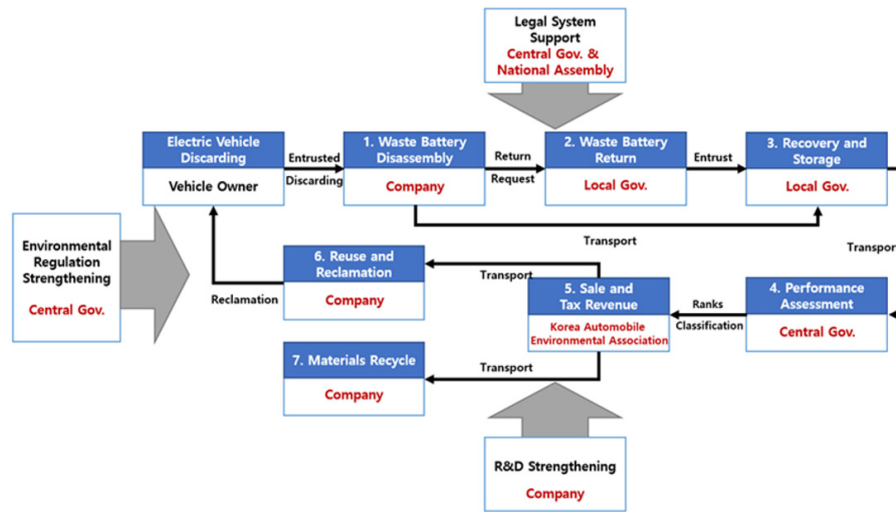 Legal System
Support
Central Gov. &
National Assembly
Electric Vehicle
Discarding
Vehicle Owner
Entrusted
Discarding
1. Waste Battery
Disassembly
Company
Return
Request
2. Waste Battery
Return
Local Gov.
Entrust
3. Recovery and
Storage
Local Gov.
Transport
Transport
Environmental
Regulation
Strengthening
Central Gov.
Reclamation
6. Reuse and
Reclamation
Company
Transport
5. Sale and
Tax Revenue
Korea Automobile
Environmental Association
Ranks
Classification
4. Performance
Assessment
Central Gov.
7. Materials Recycle
Company
Transport
R&D Strengthening
Company